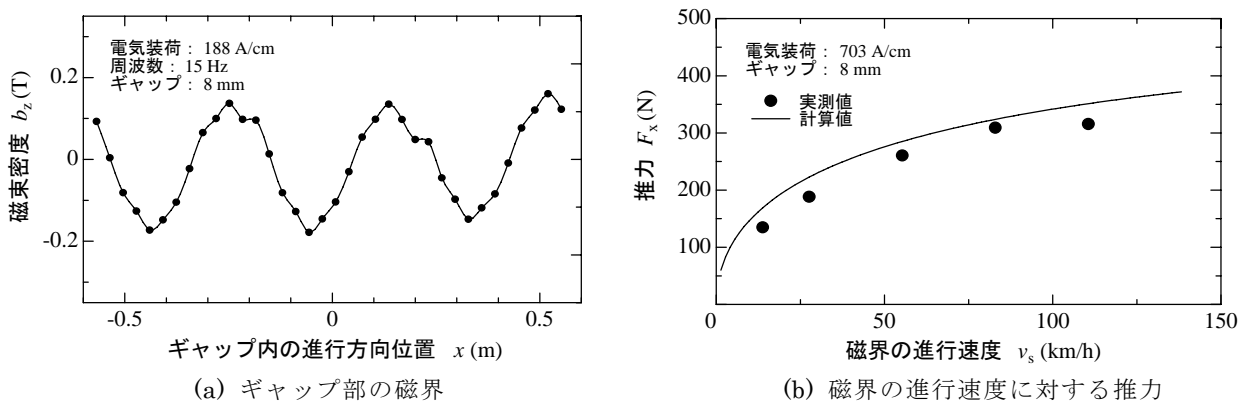 電気装荷： 188 A/cm
周波数： 15 Hz
ギャップ： 8 mm
0.2
0
-0.2
磁束密度 bz (T)
-0.5
0
0.5
ギャップ内の進行方向位置 x (m)
(a) ギャップ部の磁界
500
400
300
200
100
推力 Fx (N)
電気装荷： 703 A/cm
ギャップ： 8 mm
実測値
計算値
0
50
100
150
磁界の進行速度 vs (km/h)
(b) 磁界の進行速度に対する推力